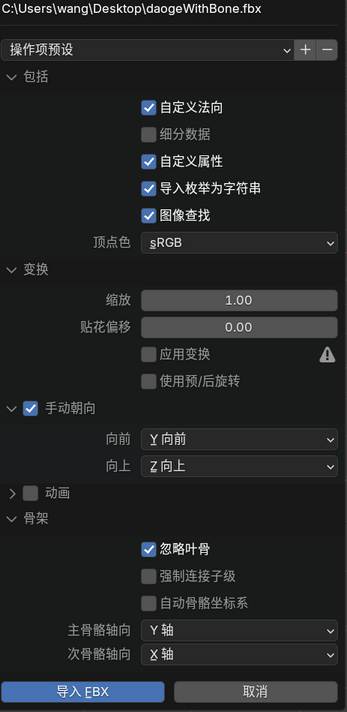 C:\Users\wang\Desktop\daogeWithBone.fbx
操作项预设
包括
自定义法向
细分数据
自定义属性
导入枚举为字符串
图像查找
顶点色 sRGB
变换
缩放 1.00
贴花偏移 0.00
应用变换
使用预/后旋转
手动朝向
向前 Y 向前
向上 Z 向上
动画
骨架
忽略叶骨
强制连接子级
自动骨骼坐标系
主骨骼轴向 Y 轴
次骨骼轴向 X 轴
导入 FBX 取消